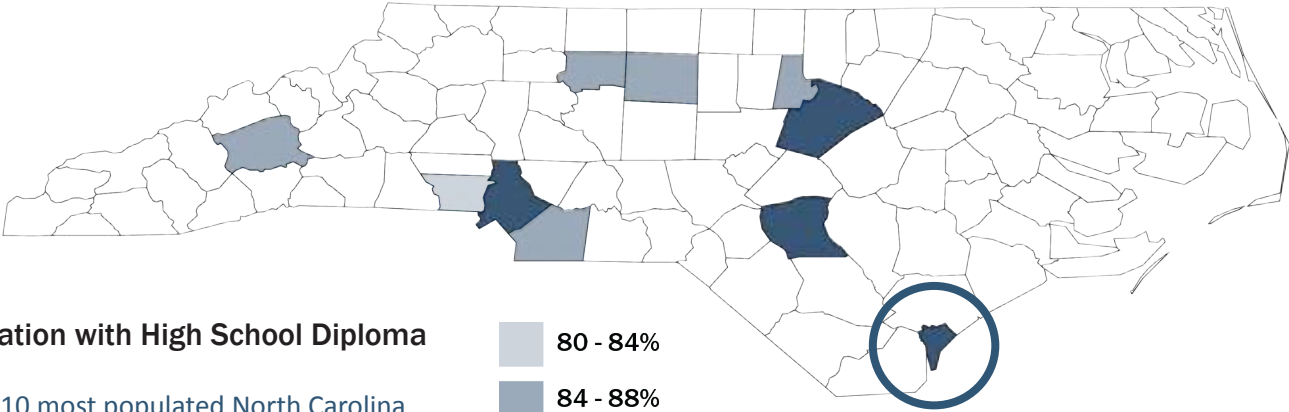 ation with High School Diploma
10 most populated North Carolina
80 - 84%
84 - 88%